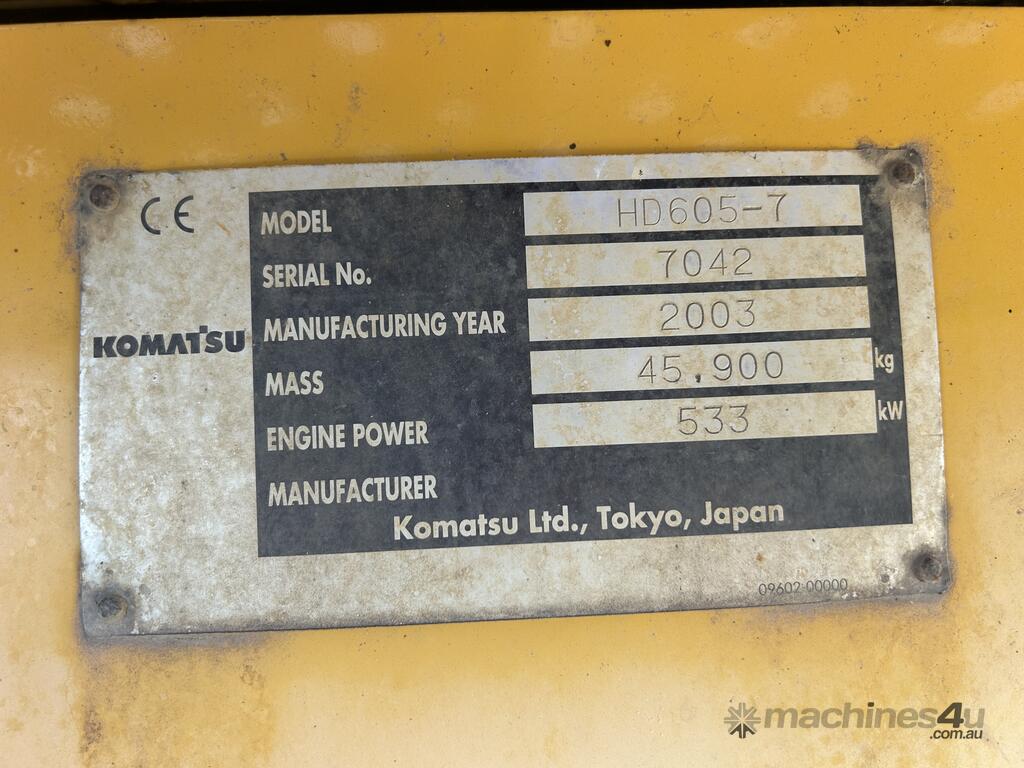 CE
MODEL HD605-7
SERIAL No. 7042
MANUFACTURING YEAR 2003
KOMATSU
MASS 45,900 kg
ENGINE POWER 533 kW
MANUFACTURER
Komatsu Ltd., Tokyo, Japan
09602-00000
machines4u
.com.au